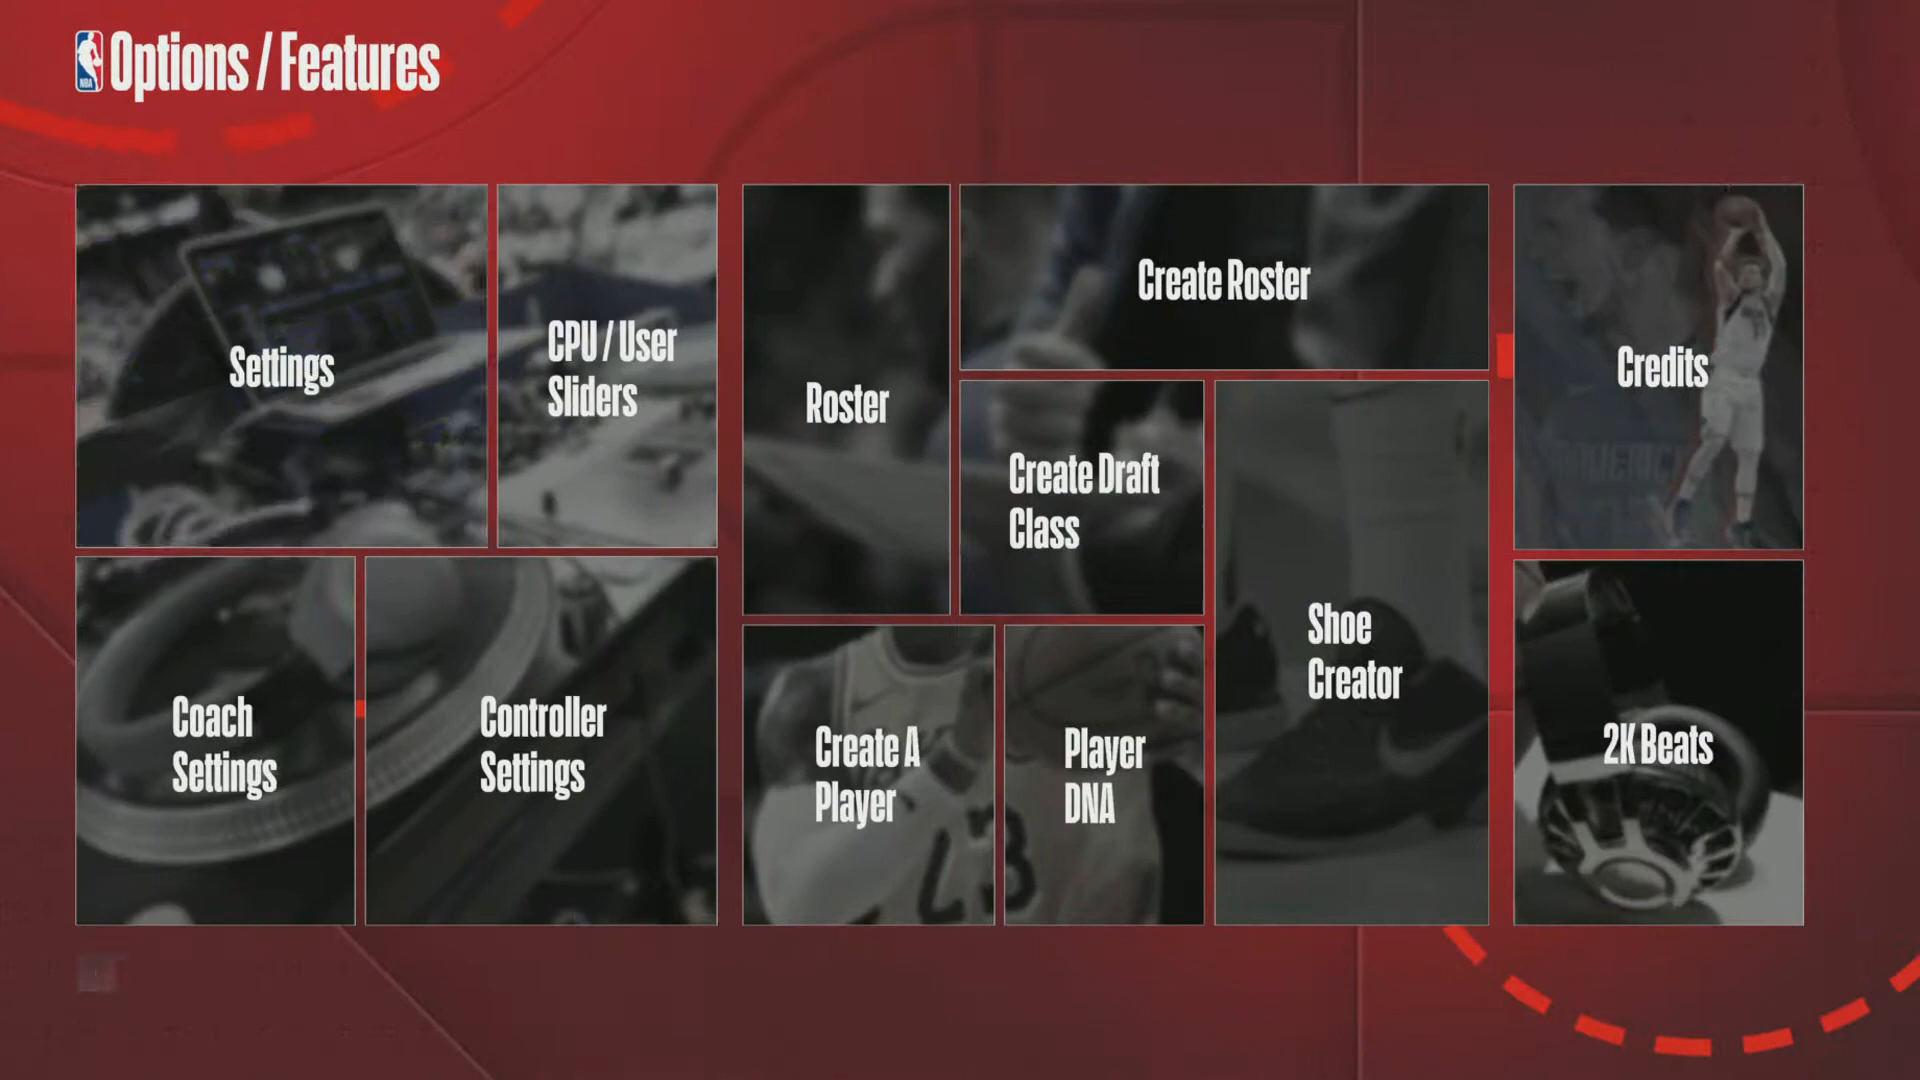 NBA
Options / Features
Settings
CPU / User
Sliders
Roster
Create Roster
Create Draft
Class
Credits
Coach
Settings
Controller
Settings
Create A
Player
Player
DNA
Shoe
Creator
2K Beats